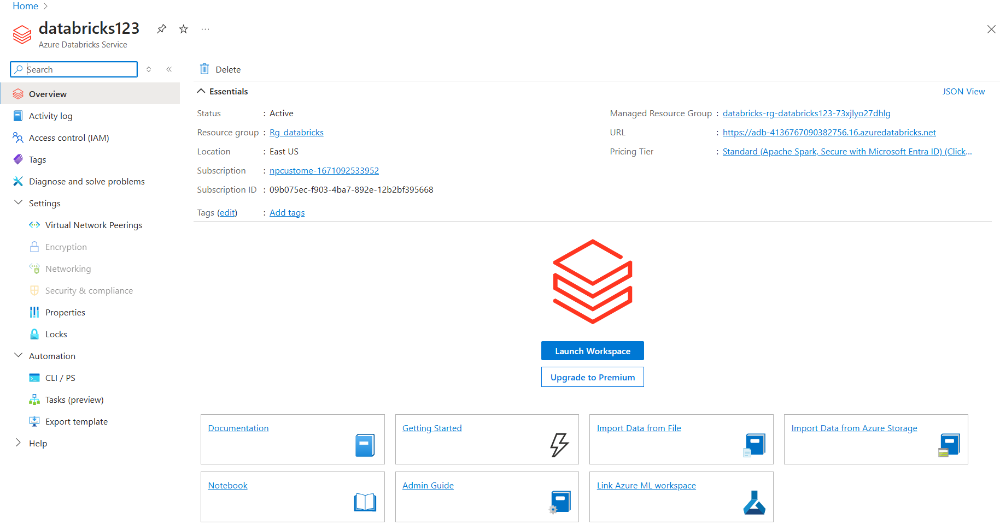 Home
databricks123
Azure Databricks Service
Search
Delete
Overview
Essentials
JSON View
Activity log
Status : Active
Managed Resource Group : databricks-rg-databricks123-73xjlyo27dhlg
Access control (IAM)
Resource group : Rg_databricks
URL : https://adb-4136767090382756.16.azuredatabricks.net
Tags
Location : East US
Pricing Tier : Standard (Apache Spark, Secure with Microsoft Entra ID) (Click...
Diagnose and solve problems
Subscription : npcustome-1671092533952
Settings
Subscription ID : 09b075ec-f903-4ba7-892e-12b2bf395668
Virtual Network Peerings
Tags (edit) : Add tags
Encryption
Networking
Security & compliance
Properties
Locks
Automation
CLI / PS
Tasks (preview)
Export template
Help
Launch Workspace
Upgrade to Premium
Documentation
Getting Started
Import Data from File
Import Data from Azure Storage
Notebook
Admin Guide
Link Azure ML workspace